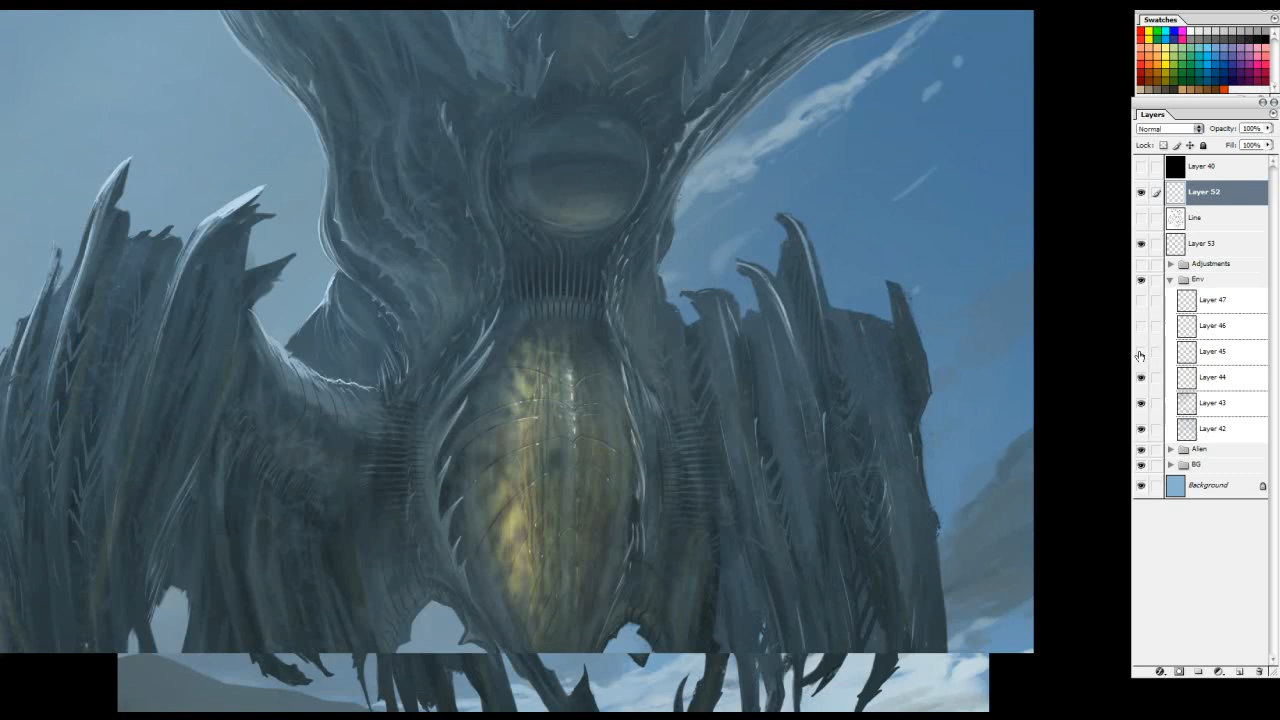 Swatches
Layers
Normal
Opacity: 100%
Lock:
Fill: 100%
Layer 40
Layer 52
Line
Layer 53
Adjustments
Env
Layer 47
Layer 46
Layer 45
Layer 44
Layer 43
Layer 42
Alien
BG
Background